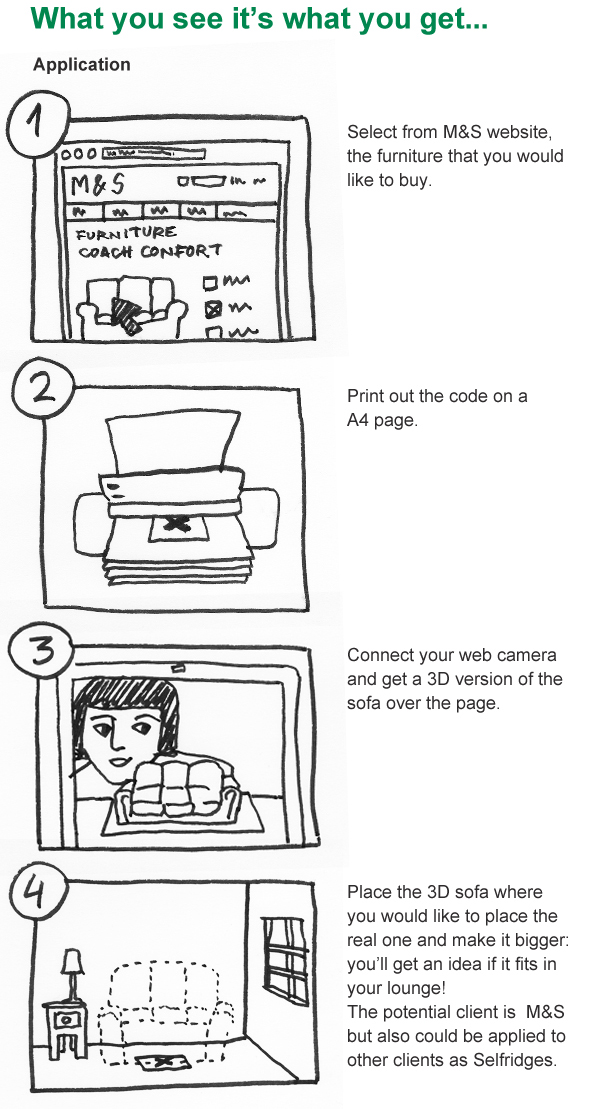 What you see it's what you get...
Application
1
M&S
FURNITURE
COACH CONFORT
Select from M&S website,
the furniture that you would
like to buy.
2
Print out the code on a
A4 page.
3
Connect your web camera
and get a 3D version of the
sofa over the page.
4
Place the 3D sofa where
you would like to place the
real one and make it bigger:
you'll get an idea if it fits in
your lounge!
The potential client is M&S
but also could be applied to
other clients as Selfridges.